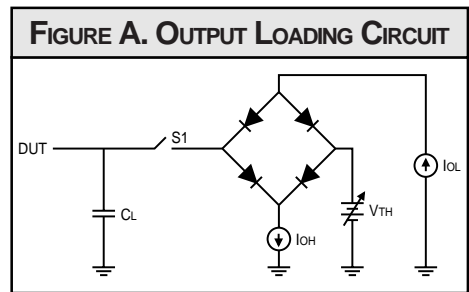 FIGURE A. OUTPUT LOADING CIRCUIT
DUT
S1
IOL
CL
VTH
IOH